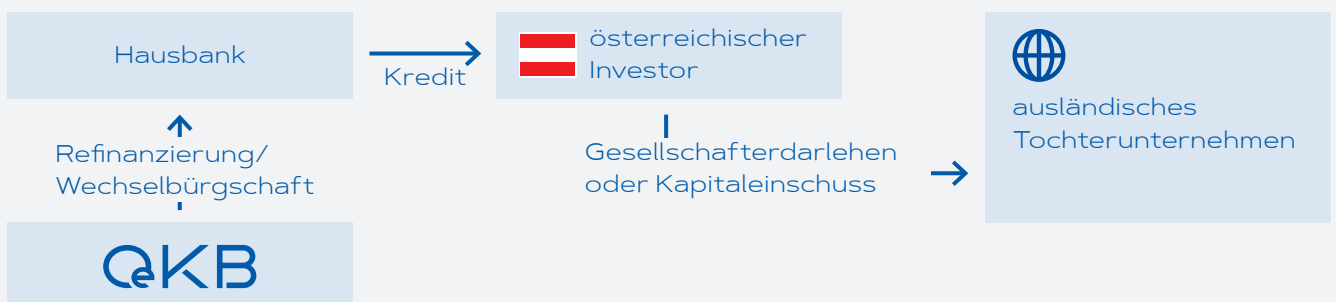 Hausbank
Kredit
österreichischer
Investor
ausländisches
Tochterunternehmen
Refinanzierung/
Wechselbürgschaft
Gesellschafterdarlehen
oder Kapitaleinschuss
OeKB